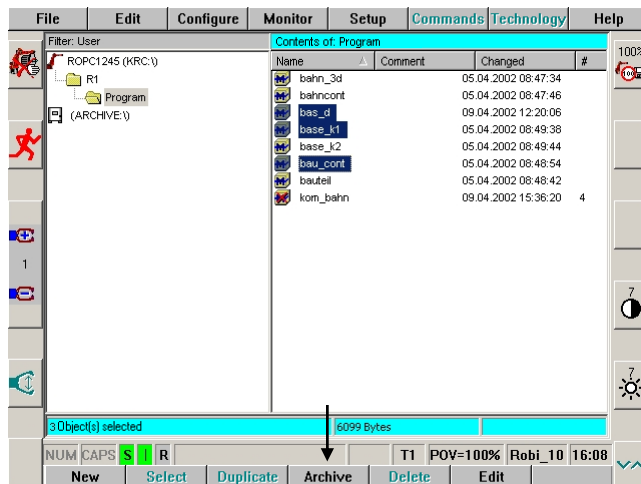 File Edit Configure Monitor Setup Commands Technology Help
Filter: User
Contents of: Program
ROPC1245 (KRC:\)
R1
Program
(ARCHIVE:\)
Name Comment Changed #
bahn_3d 05.04.2002 08:47:34
bahncont 05.04.2002 08:47:46
bas_d 09.04.2002 12:20:06
base_k1 05.04.2002 08:49:38
base_k2 05.04.2002 08:49:44
bau_cont 05.04.2002 08:48:54
bauteil 05.04.2002 08:48:42
kom_bahn 09.04.2002 15:36:20 4
1
100%
7
7
3 Object(s) selected 6099 Bytes
NUM CAPS S I R T1 POV=100% Robi_10 16:08
New Select Duplicate Archive Delete Edit